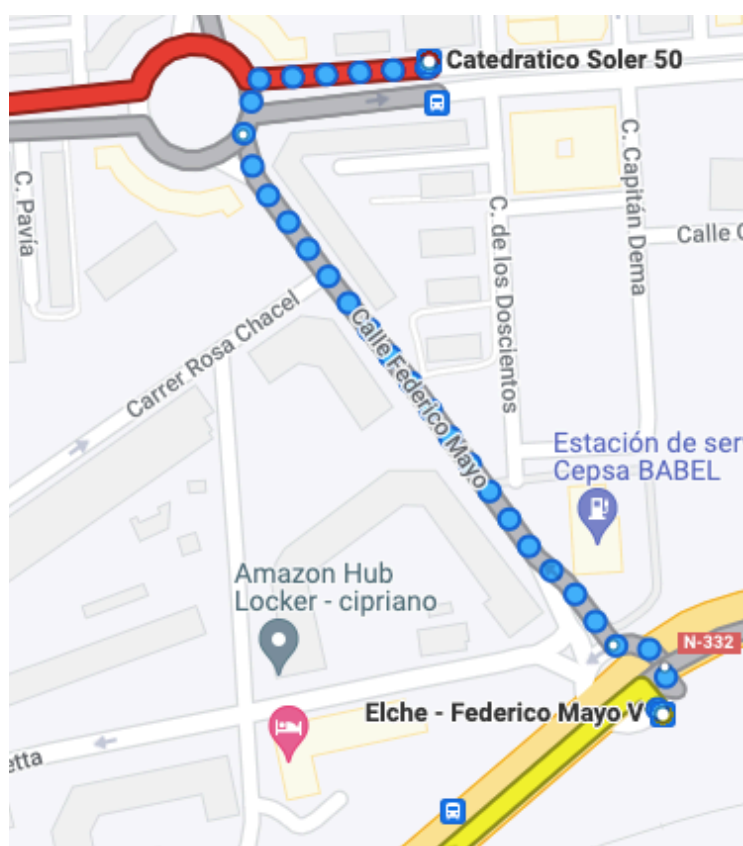 Catedratico Soler 50
C. Pavía
C. Capitán Dema
C. de los Doscientos
Calle C
Carrer Rosa Chacel
Calle Federico Mayo
Estación de ser
Cepsa BABEL
Amazon Hub
Locker - cipriano
N-332
Elche - Federico Mayo V
etta